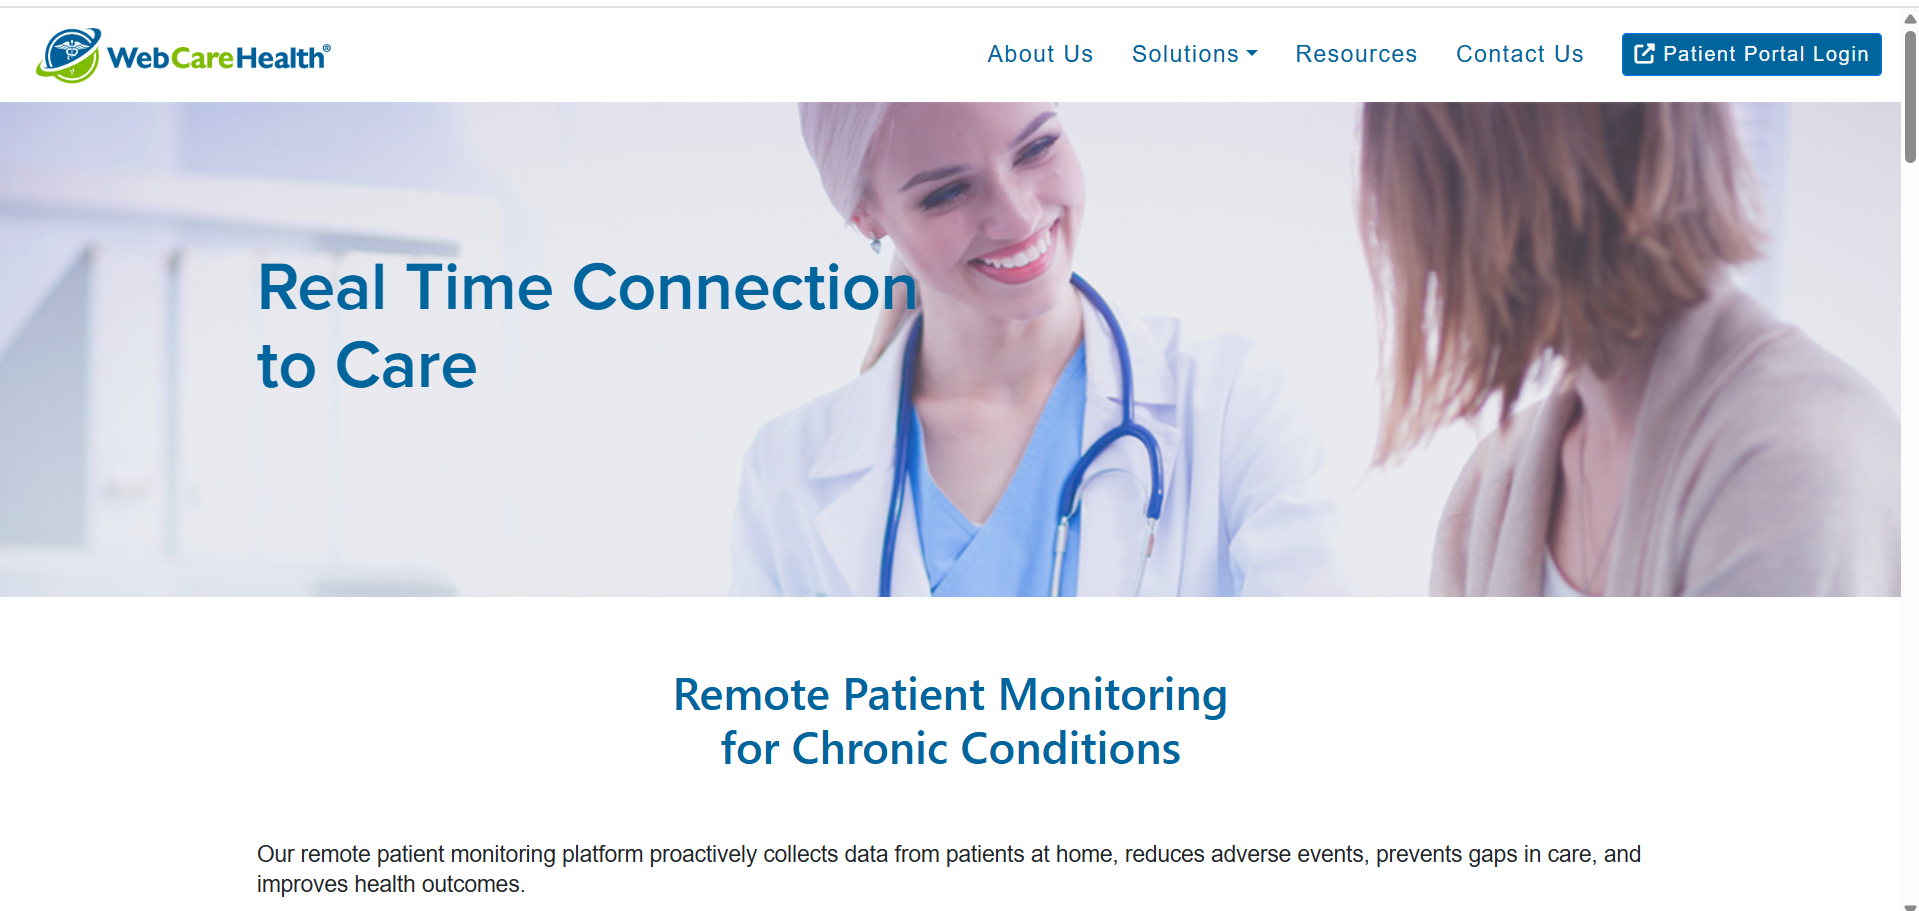 WebCareHealth®
About Us
Solutions
Resources
Contact Us
Patient Portal Login
Real Time Connection
to Care
Remote Patient Monitoring
for Chronic Conditions
Our remote patient monitoring platform proactively collects data from patients at home, reduces adverse events, prevents gaps in care, and
improves health outcomes.